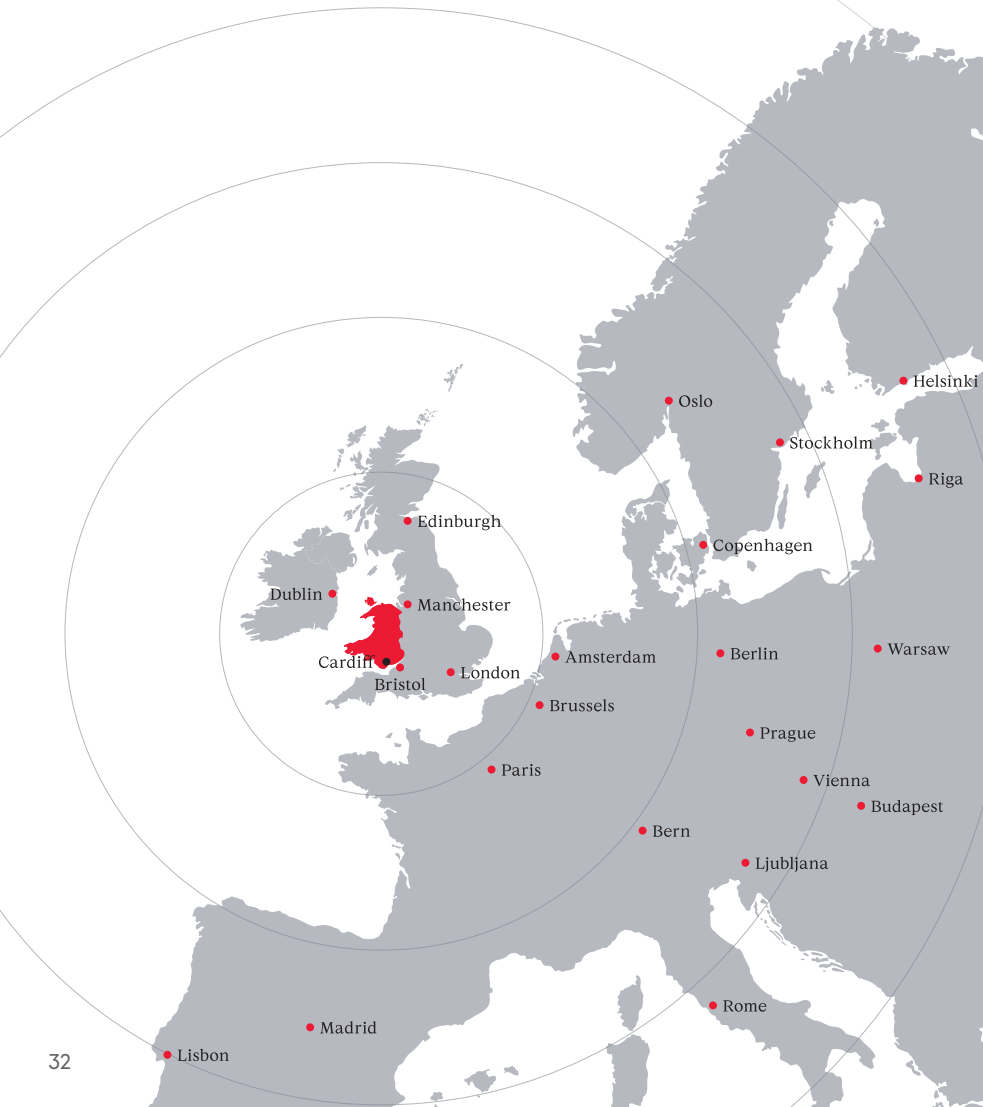 Helsinki
Oslo
Stockholm
Riga
Edinburgh
Copenhagen
Dublin
Manchester
Warsaw
Berlin
Amsterdam
Cardiff
London
Bristol
Brussels
Prague
Paris
Vienna
Budapest
Bern
Ljubljana
Rome
Madrid
Lisbon
32